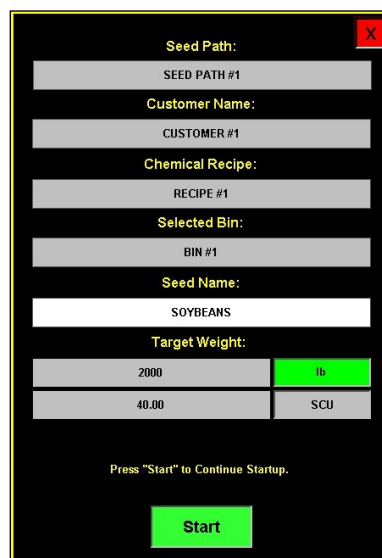 X
Seed Path:
SEED PATH #1
Customer Name:
CUSTOMER #1
Chemical Recipe:
RECIPE #1
Selected Bin:
BIN #1
Seed Name:
SOYBEANS
Target Weight:
2000 lb
40.00 SCU
Press "Start" to Continue Startup.
Start